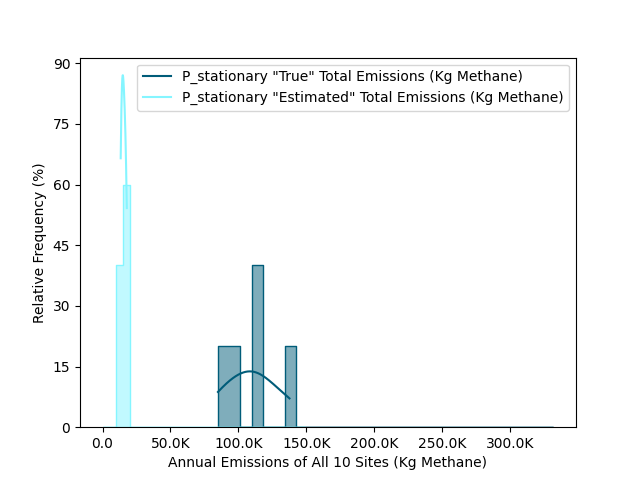 P_stationary "True" Total Emissions (Kg Methane)
P_stationary "Estimated" Total Emissions (Kg Methane)
90
75
60
45
30
15
0
Relative Frequency (%)
0.0 50.0K 100.0K 150.0K 200.0K 250.0K 300.0K
Annual Emissions of All 10 Sites (Kg Methane)